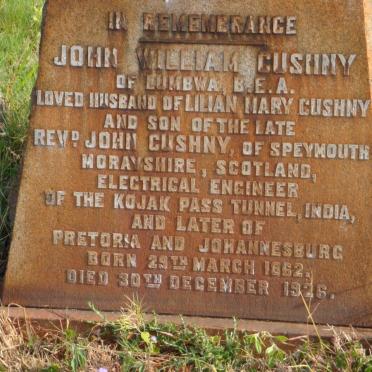 IN REMEMBRANCE
JOHN WILLIAM CUSHNY
OF LUMBWA, B.E.A.
LOVED HUSBAND OF LILIAN MARY CUSHNY
AND SON OF THE LATE
REVD JOHN CUSHNY, OF SPEYMOUTH
MORAYSHIRE, SCOTLAND,
ELECTRICAL ENGINEER
OF THE KOJAK PASS TUNNEL, INDIA,
AND LATER OF
PRETORIA AND JOHANNESBURG
BORN 29TH MARCH 1862,
DIED 30TH DECEMBER 1926.